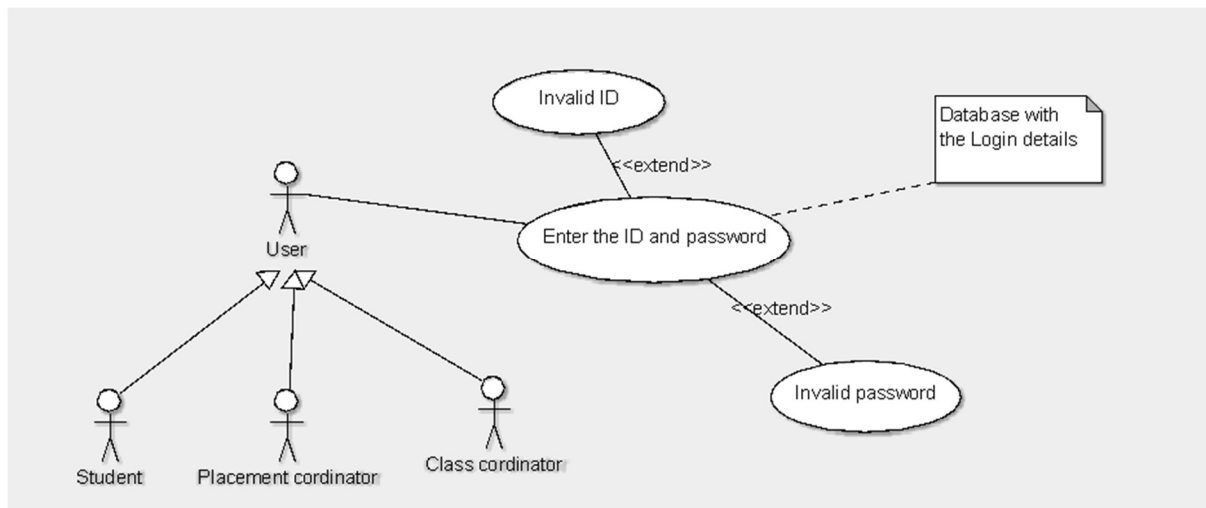 Invalid ID
Database with
the Login details
<<extend>>
User
Enter the ID and password
<<extend>>
Invalid password
Student
Placement cordinator
Class cordinator